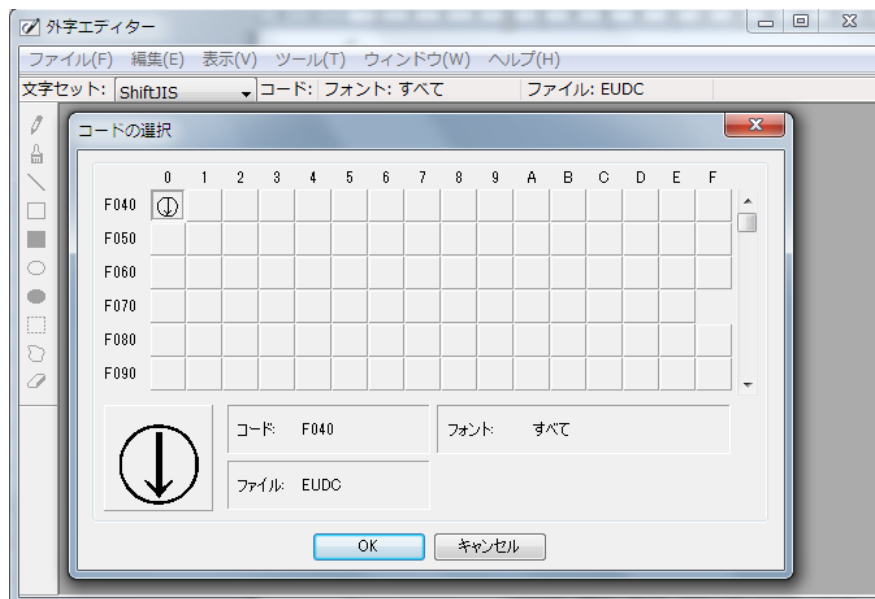 外字エディター
ファイル(F) 編集(E) 表示(V) ツール(T) ウィンドウ(W) ヘルプ(H)
文字セット: ShiftJIS コード: フォント: すべて ファイル: EUDC
コードの選択
0 1 2 3 4 5 6 7 8 9 A B C D E F
F040
F050
F060
F070
F080
F090
コード: F040 フォント: すべて
ファイル: EUDC
OK キャンセル